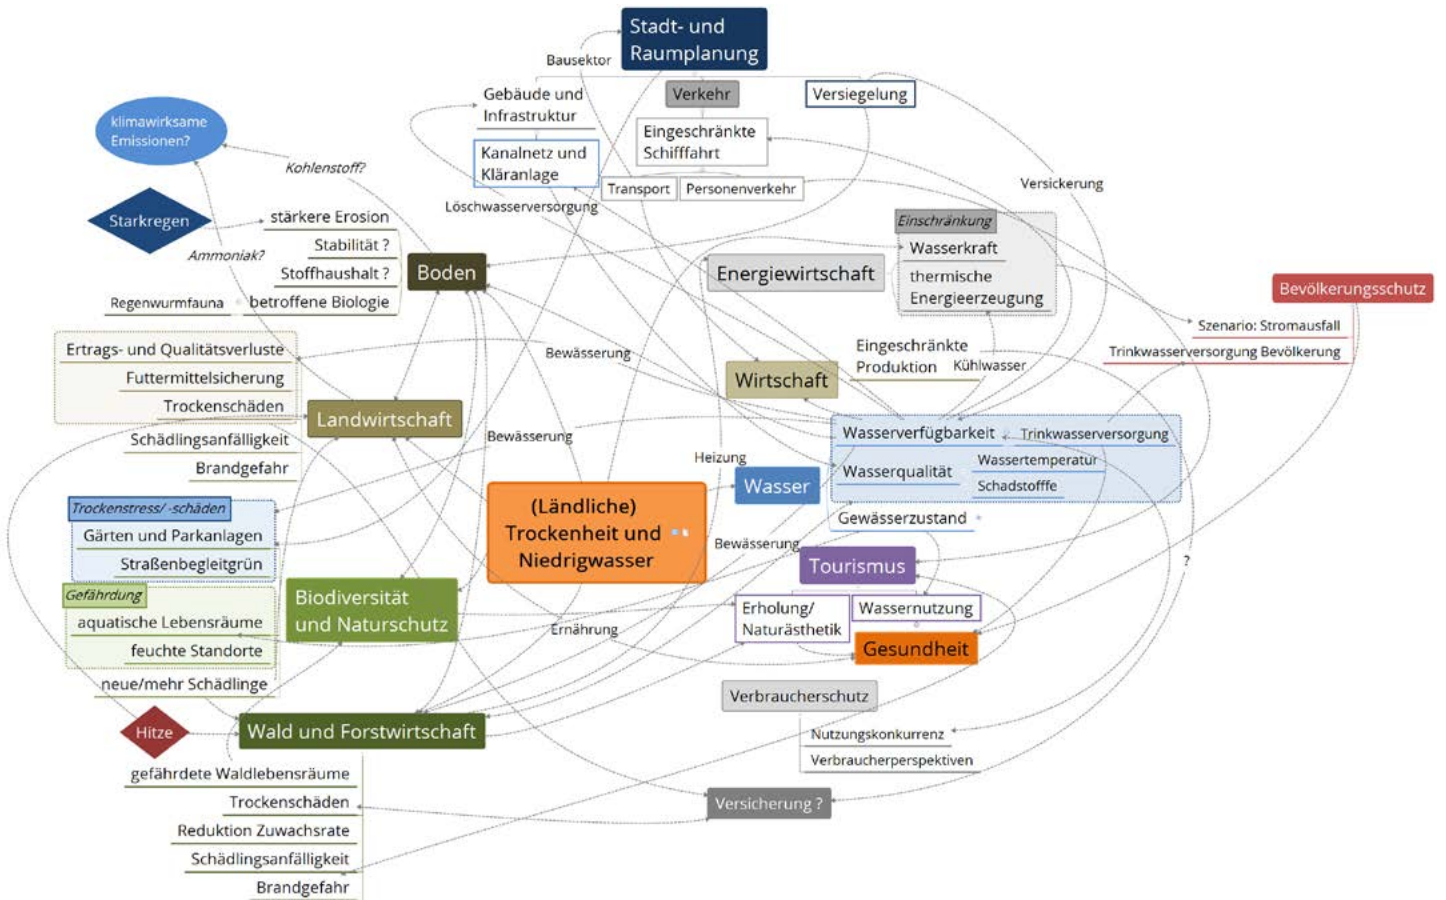 Stadt- und
Raumplanung
Bausektor
Gebäude und
Infrastruktur
Verkehr
Versiegelung
klimawirksame
Emissionen?
Eingeschränkte
Schifffahrt
Kanalnetz und
Kläranlage
Kohlenstoff?
Transport
Personenverkehr
Versickerung
Löschwasserversorgung
Starkregen
stärkere Erosion
Stabilität ?
Stoffhaushalt ?
Regenwurmfauna
betroffene Biologie
Ammoniak?
Boden
Einschränkung
Wasserkraft
thermische
Energieerzeugung
Energiewirtschaft
Bevölkerungsschutz
Szenario: Stromausfall
Trinkwasserversorgung Bevölkerung
Ertrags- und Qualitätsverluste
Futtermittelsicherung
Trockenschäden
Schädlingsanfälligkeit
Brandgefahr
Landwirtschaft
Bewässerung
Eingeschränkte
Produktion
Kühlwasser
Wirtschaft
Bewässerung
Wasserverfügbarkeit
Trinkwasserversorgung
Wasserqualität
Wassertemperatur
Schadstofffe
Gewässerzustand
Heizung
Wasser
(Ländliche)
Trockenheit und
Niedrigwasser
Trockenstress/ -schäden
Gärten und Parkanlagen
Straßenbegleitgrün
Bewässerung
Tourismus
?
Gefährdung
aquatische Lebensräume
feuchte Standorte
neue/mehr Schädlinge
Biodiversität
und Naturschutz
Erholung/
Naturästhetik
Wassernutzung
Ernährung
Gesundheit
Verbraucherschutz
Nutzungskonkurrenz
Verbraucherperspektiven
Hitze
Wald und Forstwirtschaft
gefährdete Waldlebensräume
Trockenschäden
Reduktion Zuwachsrate
Schädlingsanfälligkeit
Brandgefahr
Versicherung ?